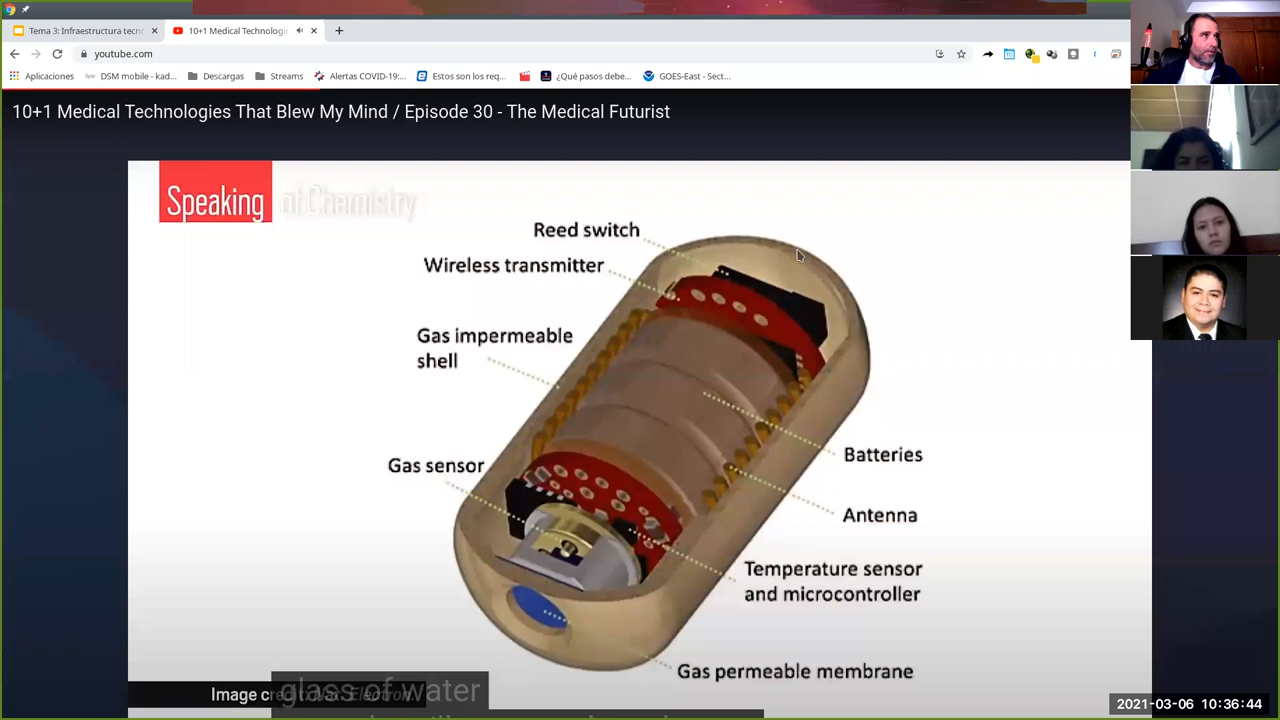 Tema 3: Infraestructura tecn
10+1 Medical Technologi
youtube.com
Aplicaciones
DSM mobile - kad...
Descargas
Streams
Alertas COVID-19:...
Estos son los req...
¿Qué pasos debe...
GOES-East - Sect...
10+1 Medical Technologies That Blew My Mind / Episode 30 - The Medical Futurist
Speaking of Chemistry
Reed switch
Wireless transmitter
Gas impermeable
shell
Gas sensor
Batteries
Antenna
Temperature sensor
and microcontroller
Gas permeable membrane
Image
glass of water
2021-03-06 10:36:44